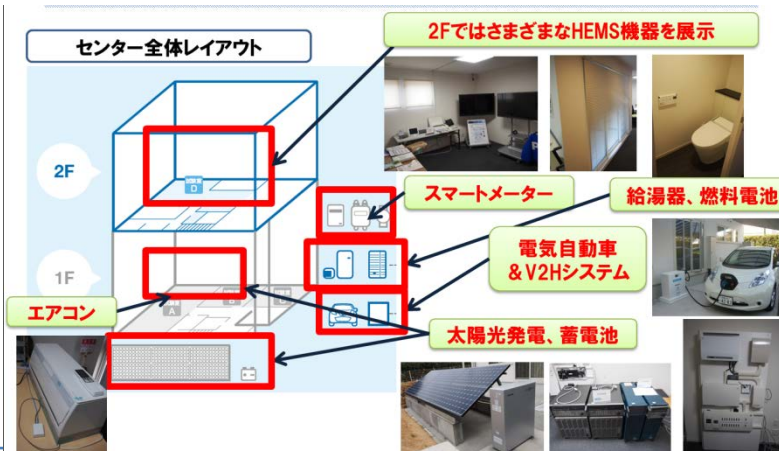 センター全体レイアウト
2FではさまざまなHEMS機器を展示
2F
D
スマートメーター
給湯器、燃料電池
1F
電気自動車
&V2Hシステム
エアコン
A
太陽光発電、蓄電池